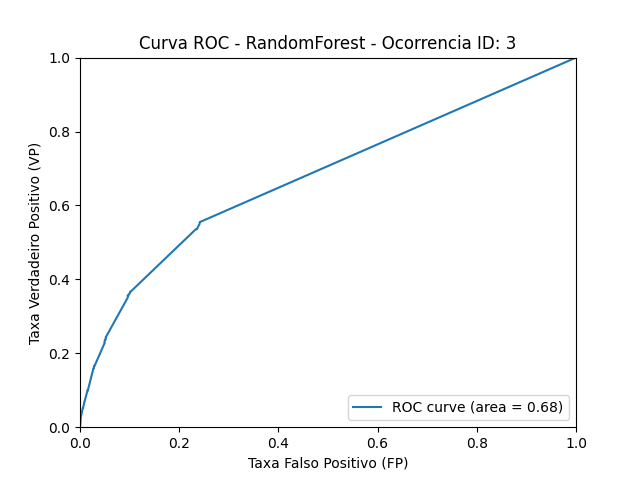 Curva ROC - RandomForest - Ocorrencia ID: 3
Taxa Verdadeiro Positivo (VP)
1.0
0.8
0.6
0.4
0.2
0.0
ROC curve (area = 0.68)
0.0 0.2 0.4 0.6 0.8 1.0
Taxa Falso Positivo (FP)